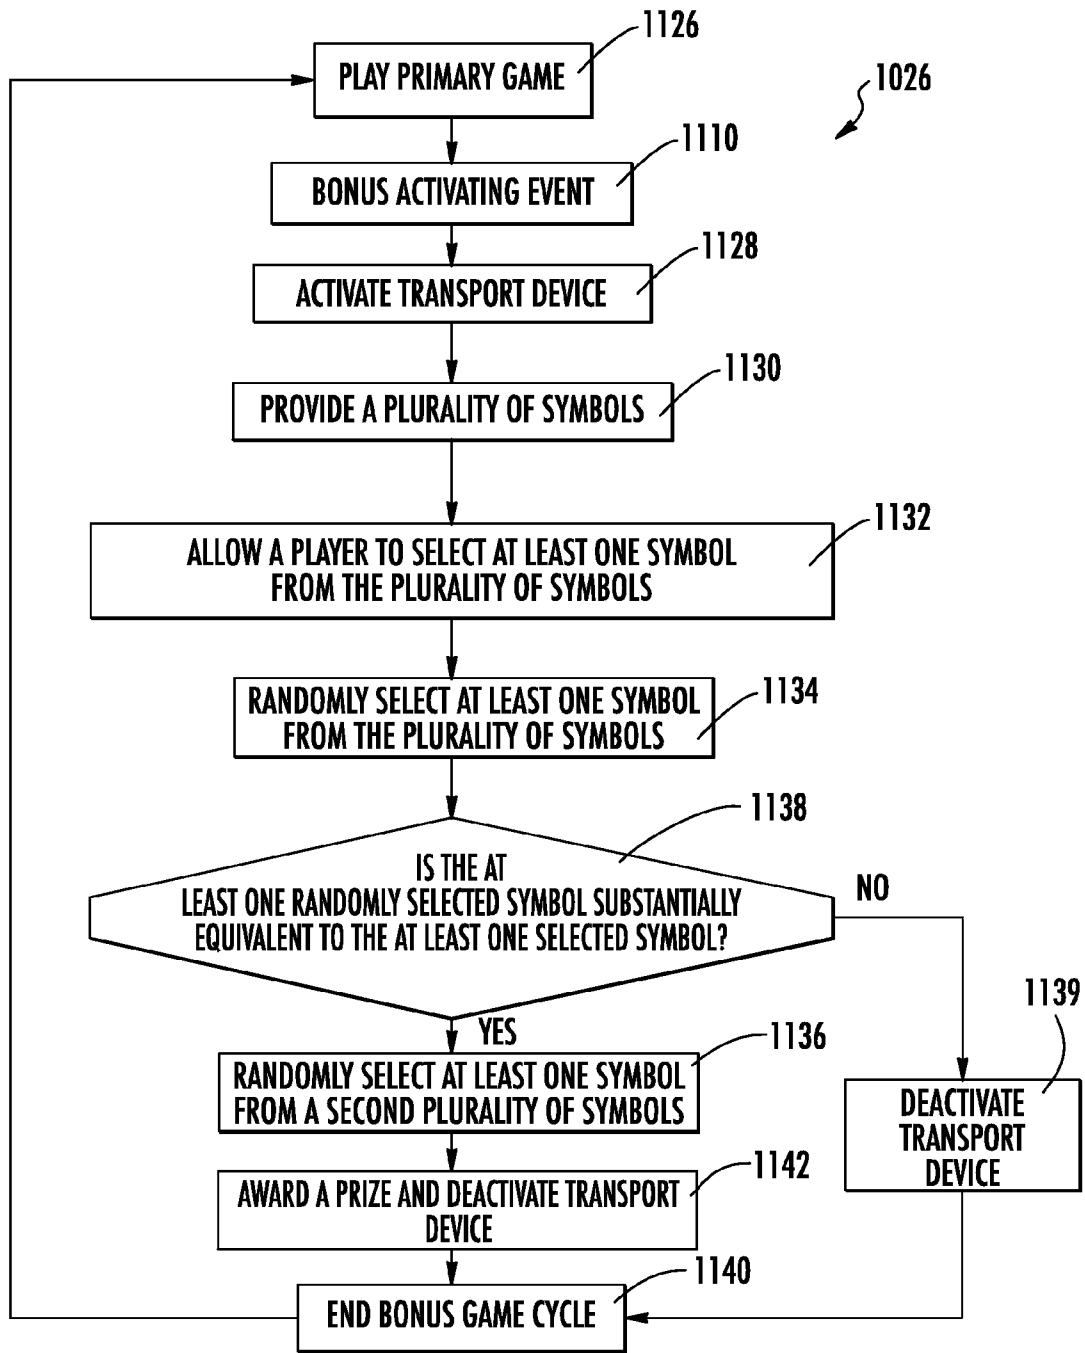 1126
PLAY PRIMARY GAME
1026
1110
BONUS ACTIVATING EVENT
1128
ACTIVATE TRANSPORT DEVICE
1130
PROVIDE A PLURALITY OF SYMBOLS
1132
ALLOW A PLAYER TO SELECT AT LEAST ONE SYMBOL
FROM THE PLURALITY OF SYMBOLS
1134
RANDOMLY SELECT AT LEAST ONE SYMBOL
FROM THE PLURALITY OF SYMBOLS
1138
IS THE AT
LEAST ONE RANDOMLY SELECTED SYMBOL SUBSTANTIALLY
EQUIVALENT TO THE AT LEAST ONE SELECTED SYMBOL?
NO
YES
1139
DEACTIVATE
TRANSPORT
DEVICE
1136
RANDOMLY SELECT AT LEAST ONE SYMBOL
FROM A SECOND PLURALITY OF SYMBOLS
1142
AWARD A PRIZE AND DEACTIVATE TRANSPORT
DEVICE
1140
END BONUS GAME CYCLE